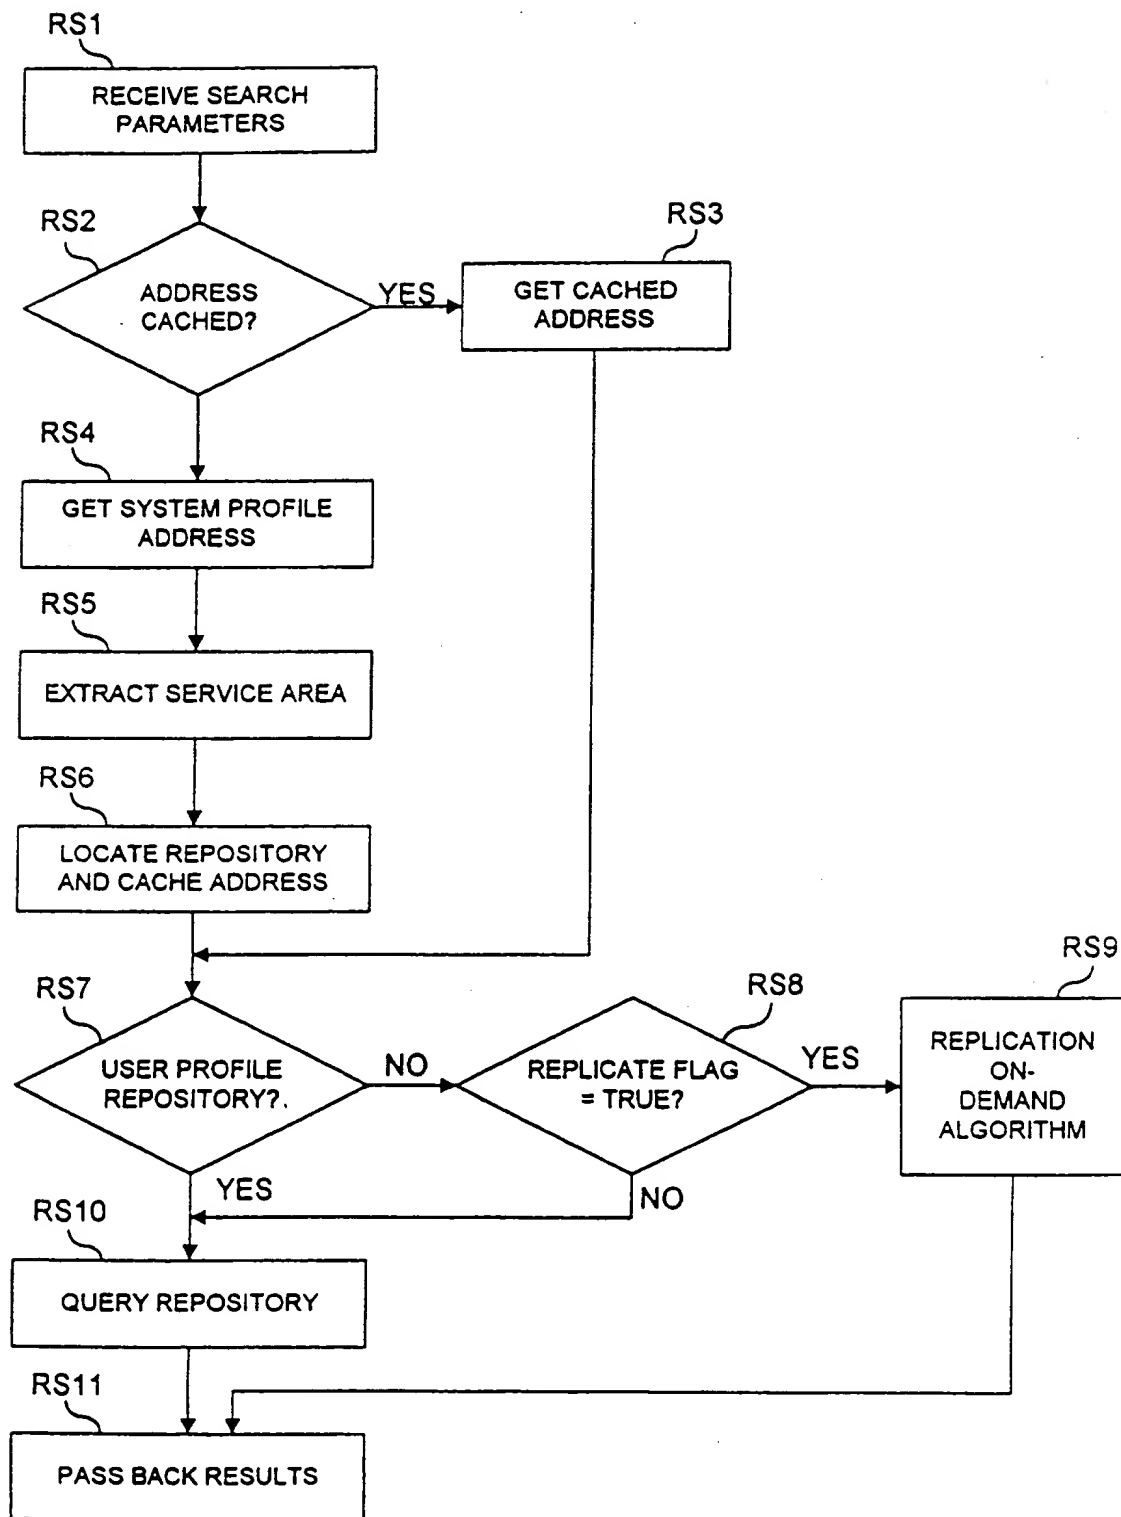 RS1
RECEIVE SEARCH
PARAMETERS
RS2
ADDRESS
CACHED?
YES
RS3
GET CACHED
ADDRESS
RS4
GET SYSTEM PROFILE
ADDRESS
RS5
EXTRACT SERVICE AREA
RS6
LOCATE REPOSITORY
AND CACHE ADDRESS
RS7
USER PROFILE
REPOSITORY?
NO
RS8
REPLICATE FLAG
= TRUE?
YES
RS9
REPLICATION
ON-
DEMAND
ALGORITHM
YES
NO
RS10
QUERY REPOSITORY
RS11
PASS BACK RESULTS